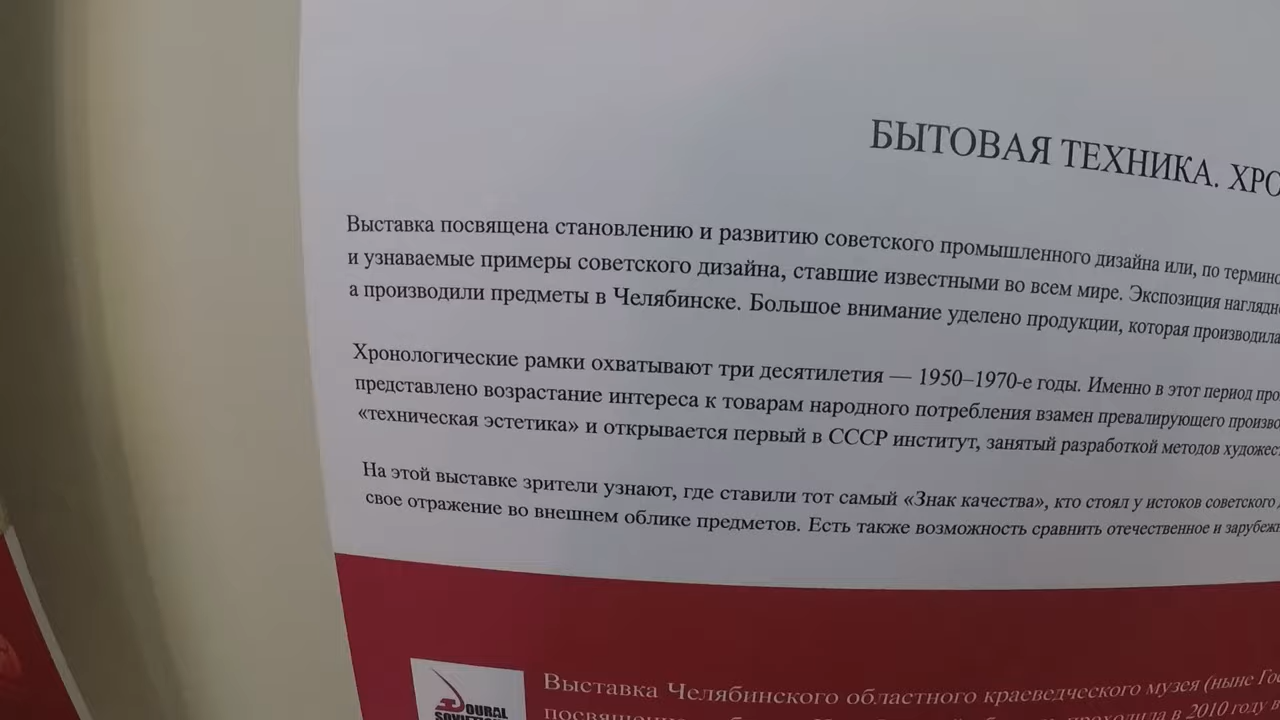 БЫТОВАЯ ТЕХНИКА. ХРО
Выставка посвящена становлению и развитию советского промышленного дизайна или, по термино
и узнаваемые примеры советского дизайна, ставшие известными во всем мире. Экспозиция наглядн
а производили предметы в Челябинске. Большое внимание уделено продукции, которая производила
Хронологические рамки охватывают три десятилетия — 1950–1970-е годы. Именно в этот период про
представлено возрастание интереса к товарам народного потребления взамен превалирующего произво
«техническая эстетика» и открывается первый в СССР институт, занятый разработкой методов художест
На этой выставке зрители узнают, где ставили тот самый «Знак качества», кто стоял у истоков советского
свое отражение во внешнем облике предметов. Есть также возможность сравнить отечественное и зарубежн
OURAL
SOVIETIQUE
Выставка Челябинского областного краеведческого музея (ныне Гос
проходила в 2010 году в